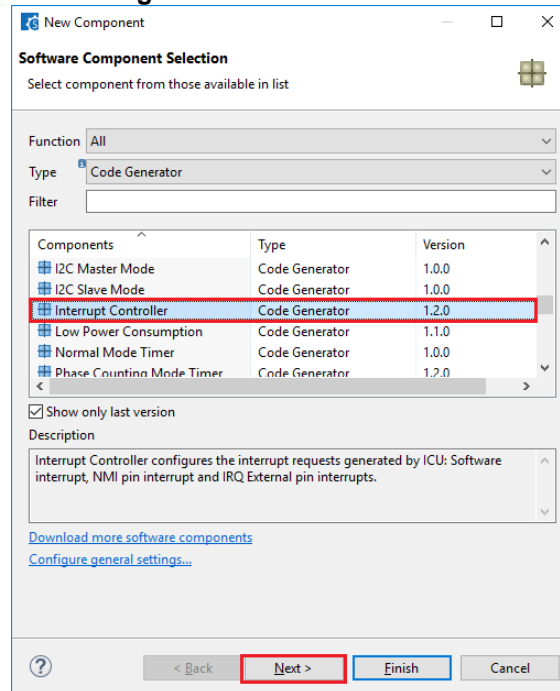 New Component
Software Component Selection
Select component from those available in list
Function All
Type Code Generator
Filter
Components Type Version
I2C Master Mode Code Generator 1.0.0
I2C Slave Mode Code Generator 1.0.0
Interrupt Controller Code Generator 1.2.0
Low Power Consumption Code Generator 1.1.0
Normal Mode Timer Code Generator 1.0.0
Phase Counting Mode Timer Code Generator 1.2.0
Show only last version
Description
Interrupt Controller configures the interrupt requests generated by ICU: Software
interrupt, NMI pin interrupt and IRQ External pin interrupts.
Download more software components
Configure general settings...
? < Back Next > Finish Cancel